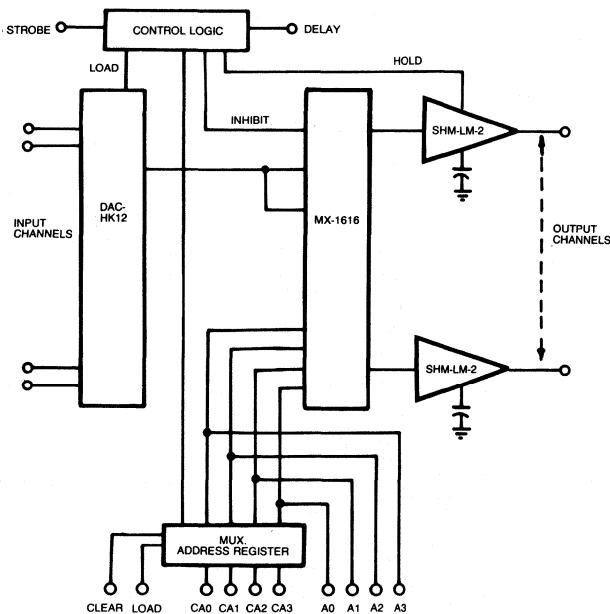 STROBE
CONTROL LOGIC
DELAY
LOAD
HOLD
INHIBIT
SHM-LM-2
DAC-
HK12
MX-1616
INPUT
CHANNELS
OUTPUT
CHANNELS
SHM-LM-2
MUX.
ADDRESS REGISTER
CLEAR LOAD CA0 CA1 CA2 CA3 A0 A1 A2 A3